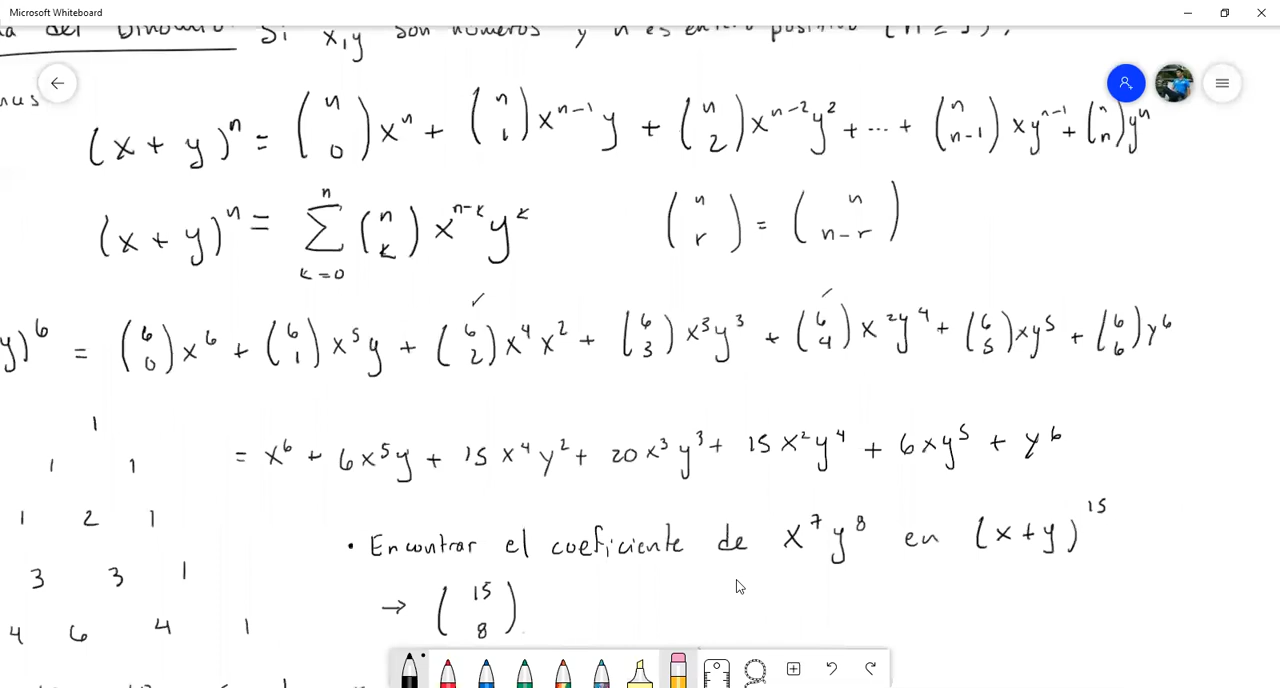 Microsoft Whiteboard
del Binomio. Si x, y son números y n es entero positivo
(x + y)^n = (n 0) x^n + (n 1) x^{n-1} y + (n 2) x^{n-2} y^2 + ... + (n n-1) x y^{n-1} + (n n) y^n
(x + y)^n = Σ_{k=0}^{n} (n k) x^{n-k} y^k (n r) = (n n-r)
y)^6 = (6 0) x^6 + (6 1) x^5 y + (6 2) x^4 x^2 + (6 3) x^3 y^3 + (6 4) x^2 y^4 + (6 5) x y^5 + (6 6) y^6
1
= x^6 + 6x^5 y + 15 x^4 y^2 + 20 x^3 y^3 + 15 x^2 y^4 + 6 x y^5 + y^6
1 1
1 2 1
• Encontrar el coeficiente de x^7 y^8 en (x + y)^15
3 3 1
→ (15 8)
4 6 4 1